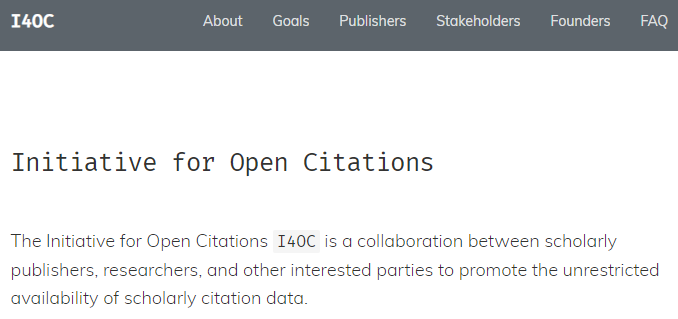 I4OC About Goals Publishers Stakeholders Founders FAQ
Initiative for Open Citations
The Initiative for Open Citations I4OC is a collaboration between scholarly
publishers, researchers, and other interested parties to promote the unrestricted
availability of scholarly citation data.